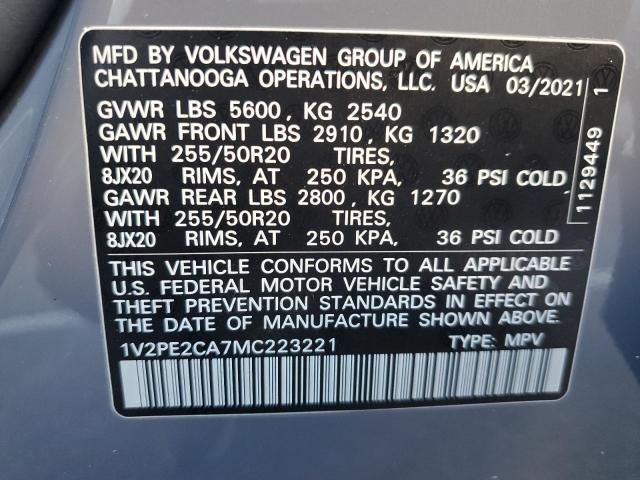 MFD BY VOLKSWAGEN GROUP OF AMERICA
CHATTANOOGA OPERATIONS, LLC. USA 03/2021
GVWR LBS 5600, KG 2540
GAWR FRONT LBS 2910, KG 1320
WITH 255/50R20 TIRES,
8JX20 RIMS, AT 250 KPA, 36 PSI COLD
GAWR REAR LBS 2800, KG 1270
WITH 255/50R20 TIRES,
8JX20 RIMS, AT 250 KPA, 36 PSI COLD
THIS VEHICLE CONFORMS TO ALL APPLICABLE
U.S. FEDERAL MOTOR VEHICLE SAFETY AND
THEFT PREVENTION STANDARDS IN EFFECT ON
THE DATE OF MANUFACTURE SHOWN ABOVE.
1V2PE2CA7MC223221 TYPE: MPV
1129449 1